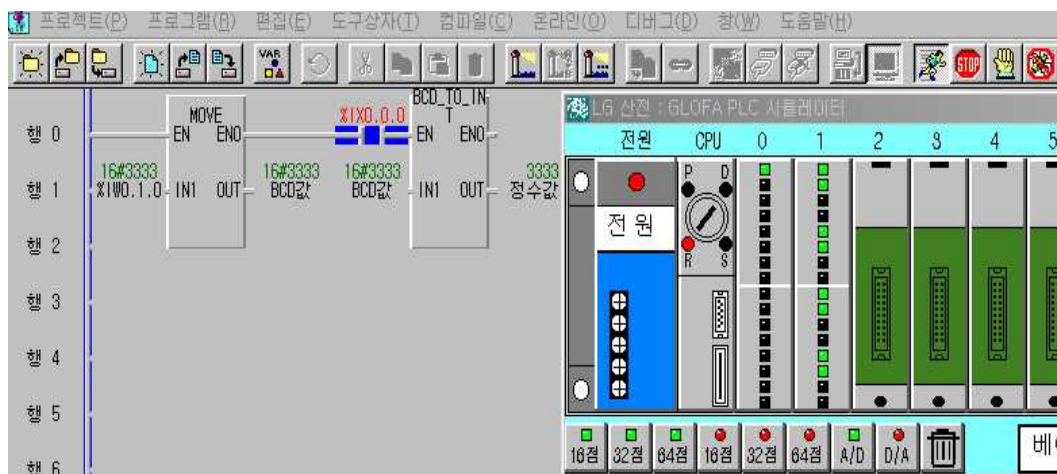 프로젝트(P) 프로그램(R) 편집(E) 도구상자(T) 컴파일(C) 온라인(O) 디버그(D) 창(W) 도움말(H)
VAR
STOP
행 0
MOVE
EN ENO
%IX0.0.0
BCD_TO_IN
T
EN ENO
행 1
16#3333
%IW0.1.0
IN1 OUT
16#3333
BCD값
16#3333
BCD값
IN1 OUT
3333
정수값
행 2
행 3
행 4
행 5
행 6
LG 산전 : GLOFA PLC 시뮬레이터
전원 CPU 0 1 2 3 4 5
P D
전 원
R S
16점 32점 64점 16점 32점 64점 A/D D/A